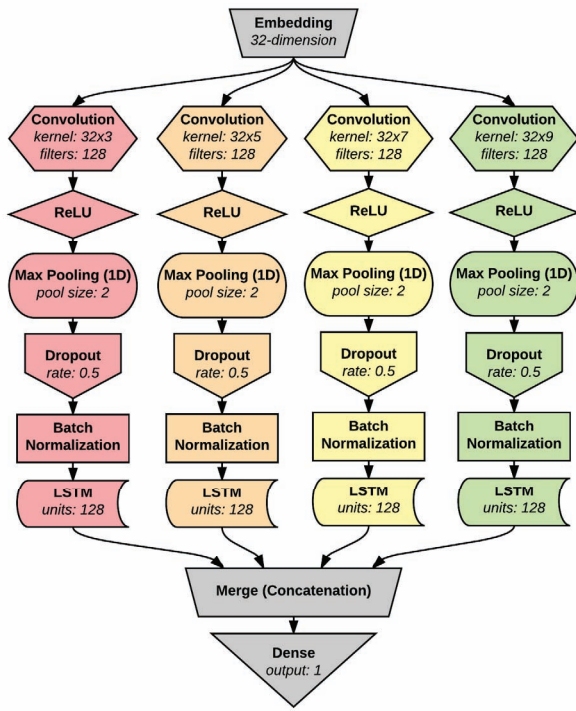 Embedding
32-dimension
Convolution
kernel: 32x3
filters: 128
Convolution
kernel: 32x5
filters: 128
Convolution
kernel: 32x7
filters: 128
Convolution
kernel: 32x9
filters: 128
ReLU
ReLU
ReLU
ReLU
Max Pooling (1D)
pool size: 2
Max Pooling (1D)
pool size: 2
Max Pooling (1D)
pool size: 2
Max Pooling (1D)
pool size: 2
Dropout
rate: 0.5
Dropout
rate: 0.5
Dropout
rate: 0.5
Dropout
rate: 0.5
Batch
Normalization
Batch
Normalization
Batch
Normalization
Batch
Normalization
LSTM
units: 128
LSTM
units: 128
LSTM
units: 128
LSTM
units: 128
Merge (Concatenation)
Dense
output: 1